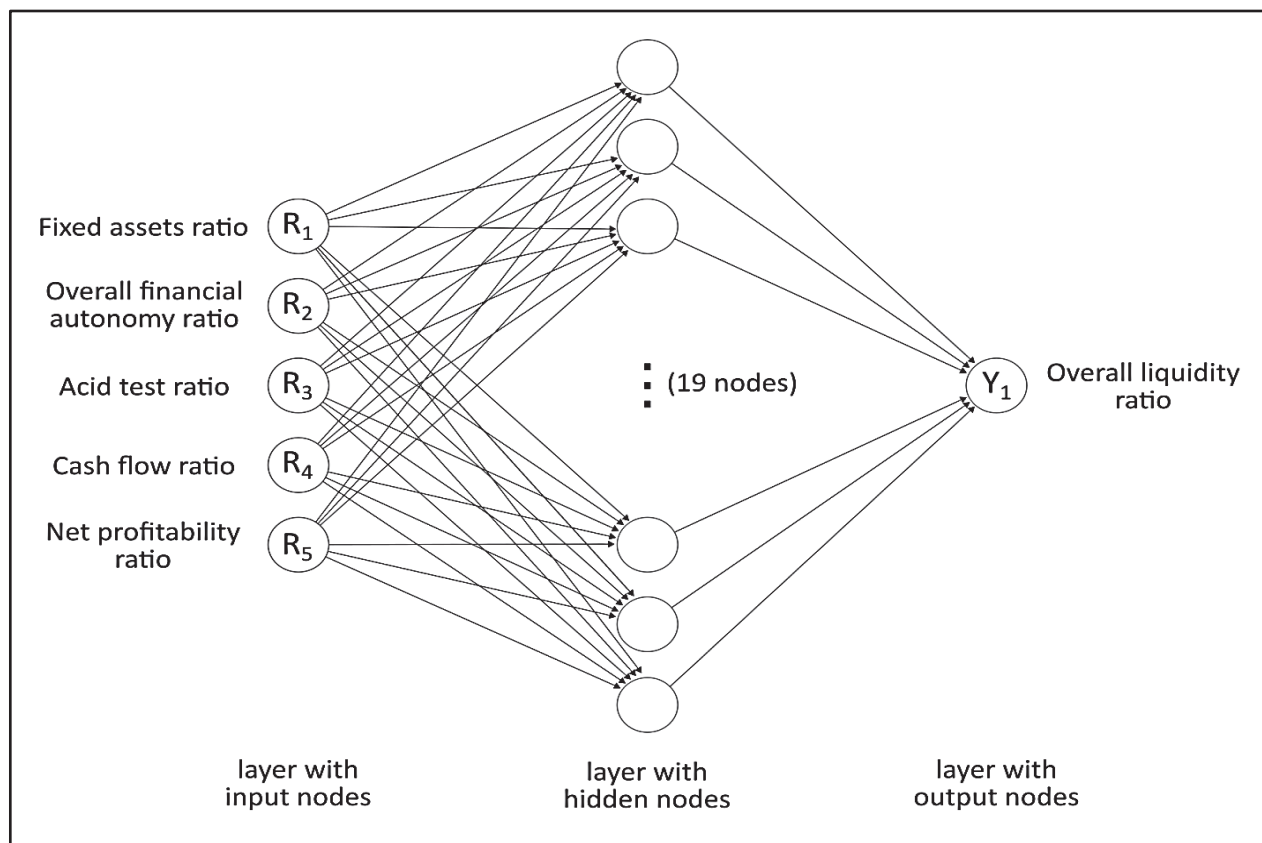 Fixed assets ratio
R1
Overall financial
autonomy ratio
R2
Acid test ratio
R3
Cash flow ratio
R4
Net profitability
ratio
R5
(19 nodes)
Y1
Overall liquidity
ratio
layer with
input nodes
layer with
hidden nodes
layer with
output nodes